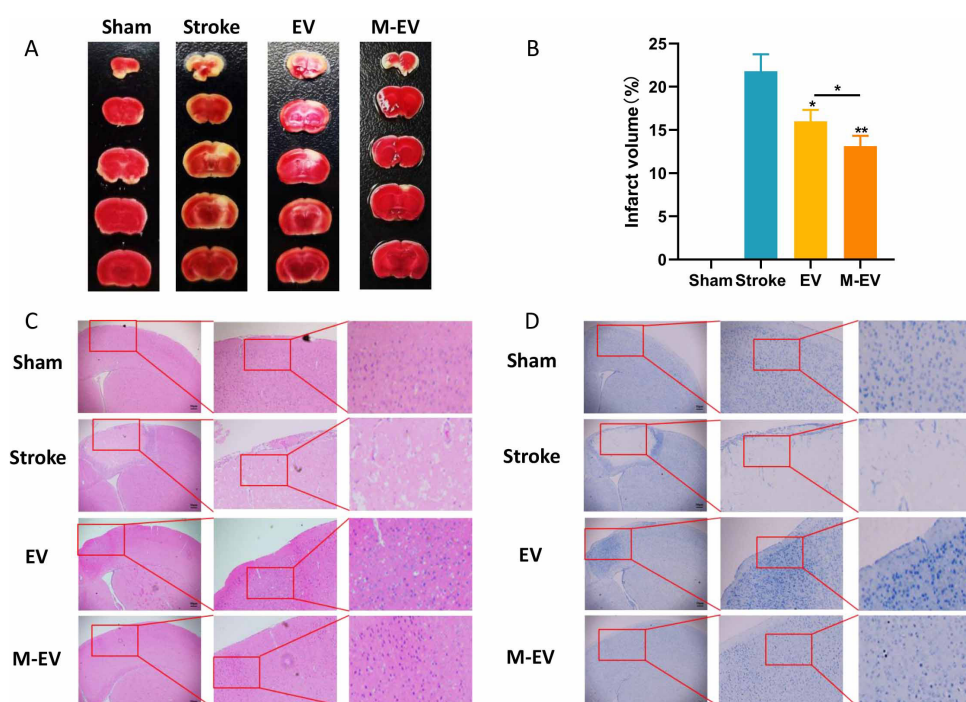 Sham Stroke EV M-EV
A
B
25
20
15
10
5
0
Infarct volume(%)
*
*
**
Sham Stroke EV M-EV
C
Sham
Stroke
EV
M-EV
D
Sham
Stroke
EV
M-EV